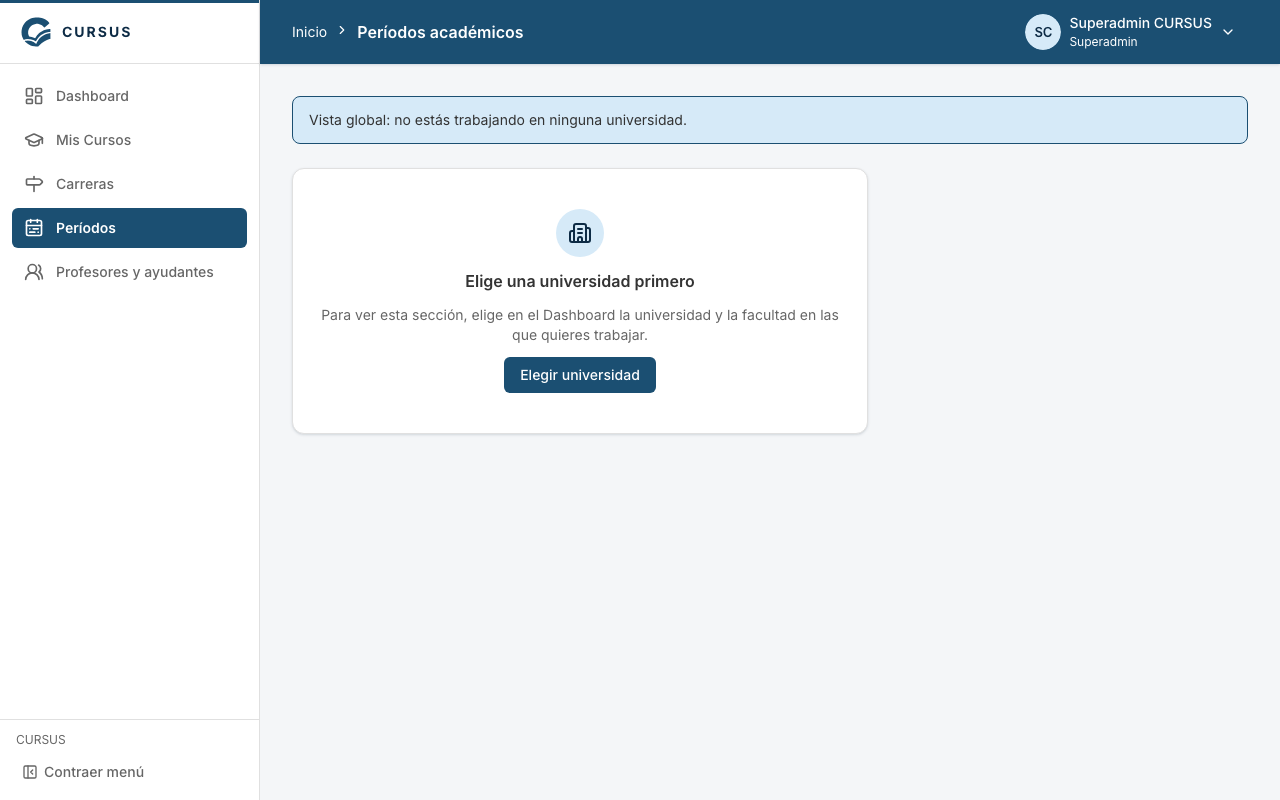 CURSUS
Inicio
Períodos académicos
SC
Superadmin CURSUS
Superadmin
Dashboard
Mis Cursos
Carreras
Períodos
Profesores y ayudantes
Vista global: no estás trabajando en ninguna universidad.
Elige una universidad primero
Para ver esta sección, elige en el Dashboard la universidad y la facultad en las
que quieres trabajar.
Elegir universidad
CURSUS
Contraer menú